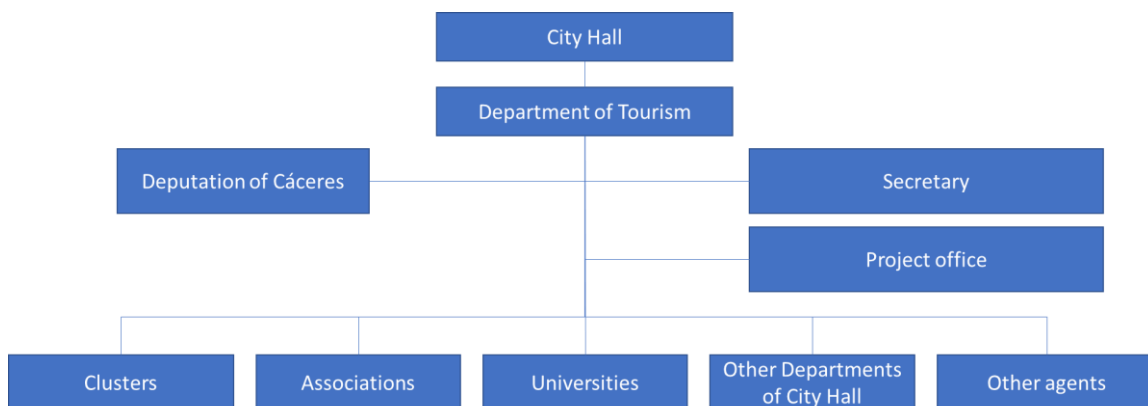 City Hall
Department of Tourism
Deputation of Cáceres
Secretary
Project office
Clusters
Associations
Universities
Other Departments
of City Hall
Other agents